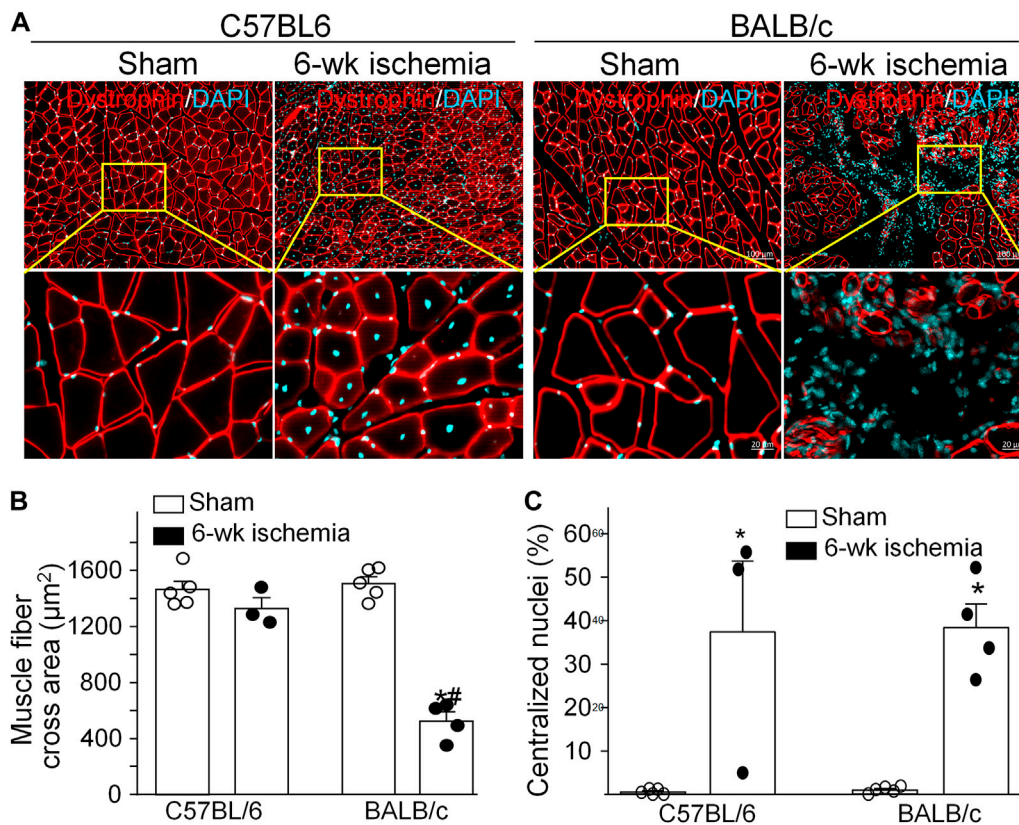 A
C57BL6
BALB/c
Sham
6-wk ischemia
Sham
6-wk ischemia
Dystrophin/DAPI
Dystrophin/DAPI
Dystrophin/DAPI
Dystrophin/DAPI
100 µm
100 µm
20 µm
20 µm
B
Sham
6-wk ischemia
Muscle fiber
cross area (µm²)
1600
1200
800
400
0
*#
C57BL/6
BALB/c
C
Sham
6-wk ischemia
Centralized nuclei (%)
60
60
50
40
40
30
20
20
10
*
*
C57BL/6
BALB/c